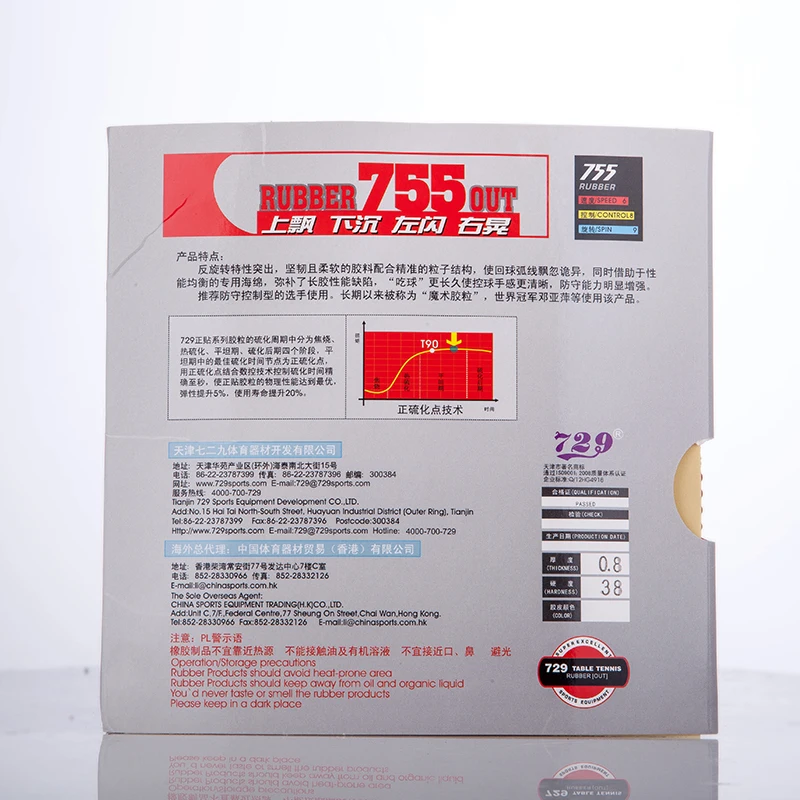 RUBBER 755 OUT
上飘 下沉 左闪 右晃
755
RUBBER
速度/SPEED 6
控制/CONTROL 8
旋转/SPIN 9
产品特点:
反旋转特性突出，坚韧且柔软的胶料配合精准的粒子结构，使回球弧线飘忽诡异，同时借助于性
能均衡的专用海绵，弥补了长胶性能缺陷，“吃球”更长久使控球手感更清晰，防守能力明显增强。
推荐防守控制型的选手使用。长期以来被称为“魔术胶粒”，世界冠军邓亚萍等使用该产品。
729正贴系列胶粒的硫化周期中分为焦烧、
热硫化、平坦期、硫化后期四个阶段，平
坦期中的最佳硫化时间节点为正硫化点，
用正硫化点结合数控技术控制硫化时间精
确至秒，使正贴胶粒的物理性能达到最优，
弹性提升5%，使用寿命提升20%。
T90
正硫化点技术
时间
729®
天津市著名商标
通过ISO9001:2008质量体系认证
企业标准:Q/12HG4918
合格证(QUALIFICATION)
PASSED
检验(CHECK)
生产日期(PRODUCTION DATE)
厚度 (THICKNESS) 0.8
硬度 (HARDNESS) 38
胶皮颜色 (COLOR)
天津七二九体育器材开发有限公司
地址: 天津华苑产业区(环外)海泰南北大街15号
电话: 86-22-23787399 传真: 86-22-23787396 邮编: 300384
网址: www.729sports.com E-mail:729@729sports.com
服务热线: 4000-700-729
Tianjin 729 Sports Equipment Development CO.,LTD.
Add:No.15 Hai Tai North-South Street, Huayuan Industrial District (Outer Ring), Tianjin
Tel:86-22-23787399 Fax:86-22-23787396 Postcode:300384
Http://www.729sports.com E-mail:729@729sports.com Hotline: 4000-700-729
海外总代理: 中国体育器材贸易（香港）有限公司
地址: 香港柴湾常安街77号发达中心7楼C室
电话: 852-28330966 传真: 852-28332126
E-mail:li@chinasports.com.hk
The Sole Overseas Agent:
CHINA SPORTS EQUIPMENT TRADING(H.K)CO.,LTD.
Add:Unit C,7/F.,Federal Centre,77 Sheung On Street,Chai Wan,Hong Kong.
Tel:852-28330966 Fax:852-28332126 E-mail:li@chinasports.com.hk
注意: PL警示语
橡胶制品不宜靠近热源 不能接触油及有机溶液 不宜接近口、鼻 避光
Operation/Storage precautions
Rubber Products should avoid heat-prone area
Rubber Products should keep away from oil and organic liquid
You`d never taste or smell the rubber products
Please keep in a dark place
SUPER EXCELLENT
729 TABLE TENNIS
RUBBER [OUT]
SPORTS EQUIPMENT